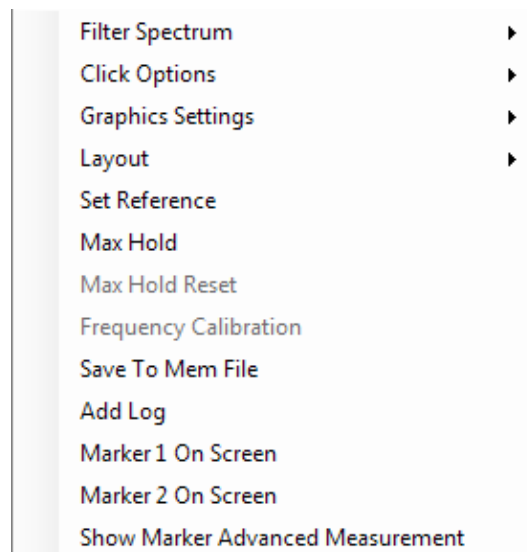 Filter Spectrum
Click Options
Graphics Settings
Layout
Set Reference
Max Hold
Max Hold Reset
Frequency Calibration
Save To Mem File
Add Log
Marker 1 On Screen
Marker 2 On Screen
Show Marker Advanced Measurement